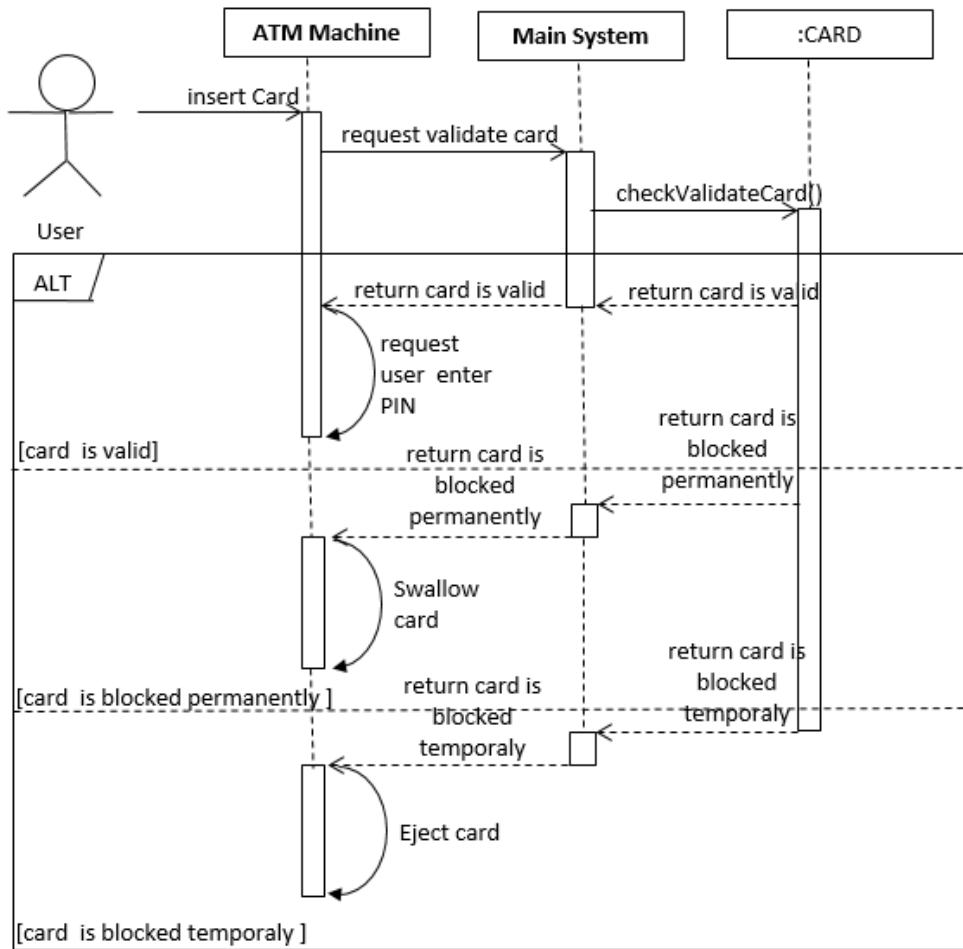 ATM Machine
Main System
:CARD
insert Card
request validate card
checkValidateCard()
User
ALT
return card is valid
return card is valid
request
user enter
PIN
[card is valid]
return card is
blocked
permanently
return card is
blocked
permanently
Swallow
card
[card is blocked permanently ]
return card is
blocked
temporaly
return card is
blocked
temporaly
Eject card
[card is blocked temporaly ]